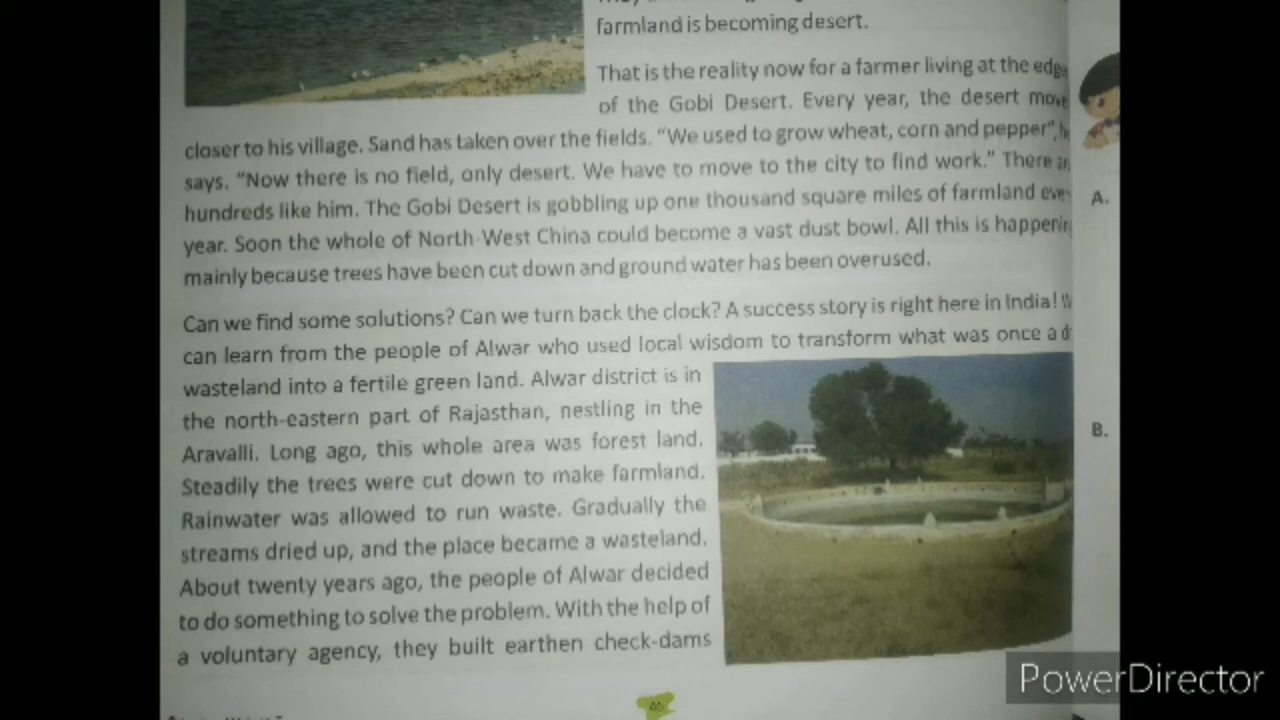 farmland is becoming desert.
That is the reality now for a farmer living at the edge
of the Gobi Desert. Every year, the desert move
closer to his village. Sand has taken over the fields. "We used to grow wheat, corn and pepper", h
says. "Now there is no field, only desert. We have to move to the city to find work." There ar
hundreds like him. The Gobi Desert is gobbling up one thousand square miles of farmland eve
year. Soon the whole of North-West China could become a vast dust bowl. All this is happenin
mainly because trees have been cut down and ground water has been overused.
Can we find some solutions? Can we turn back the clock? A success story is right here in India! W
can learn from the people of Alwar who used local wisdom to transform what was once a d
wasteland into a fertile green land. Alwar district is in
the north-eastern part of Rajasthan, nestling in the
Aravalli. Long ago, this whole area was forest land.
Steadily the trees were cut down to make farmland.
Rainwater was allowed to run waste. Gradually the
streams dried up, and the place became a wasteland.
About twenty years ago, the people of Alwar decided
to do something to solve the problem. With the help of
a voluntary agency, they built earthen check-dams
A.
B.
PowerDirector